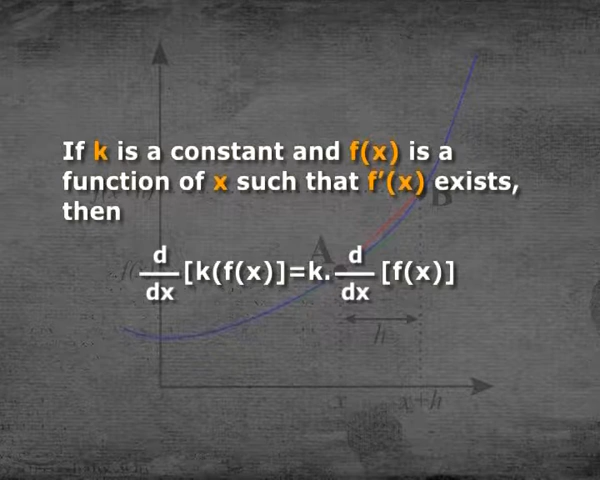 If k is a constant and f(x) is a
function of x such that f'(x) exists,
then
d/dx [k(f(x)]=k. d/dx [f(x)]
A
B
h
x
x+h